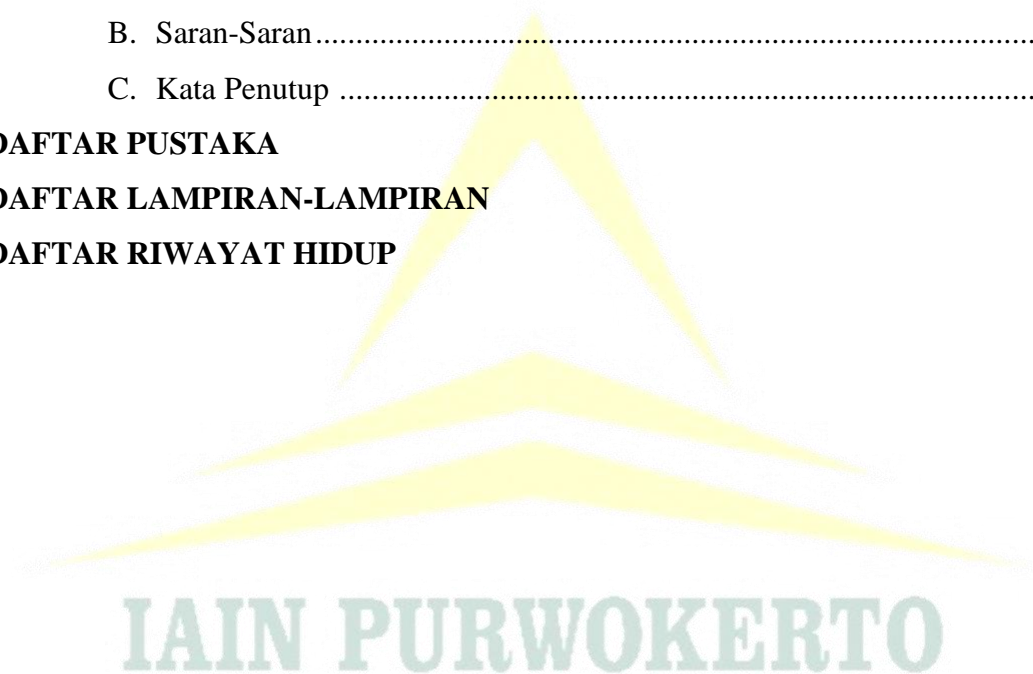 B. Saran-Saran........................................................................................
C. Kata Penutup .....................................................................................
DAFTAR PUSTAKA
DAFTAR LAMPIRAN-LAMPIRAN
DAFTAR RIWAYAT HIDUP
IAIN PURWOKERTO